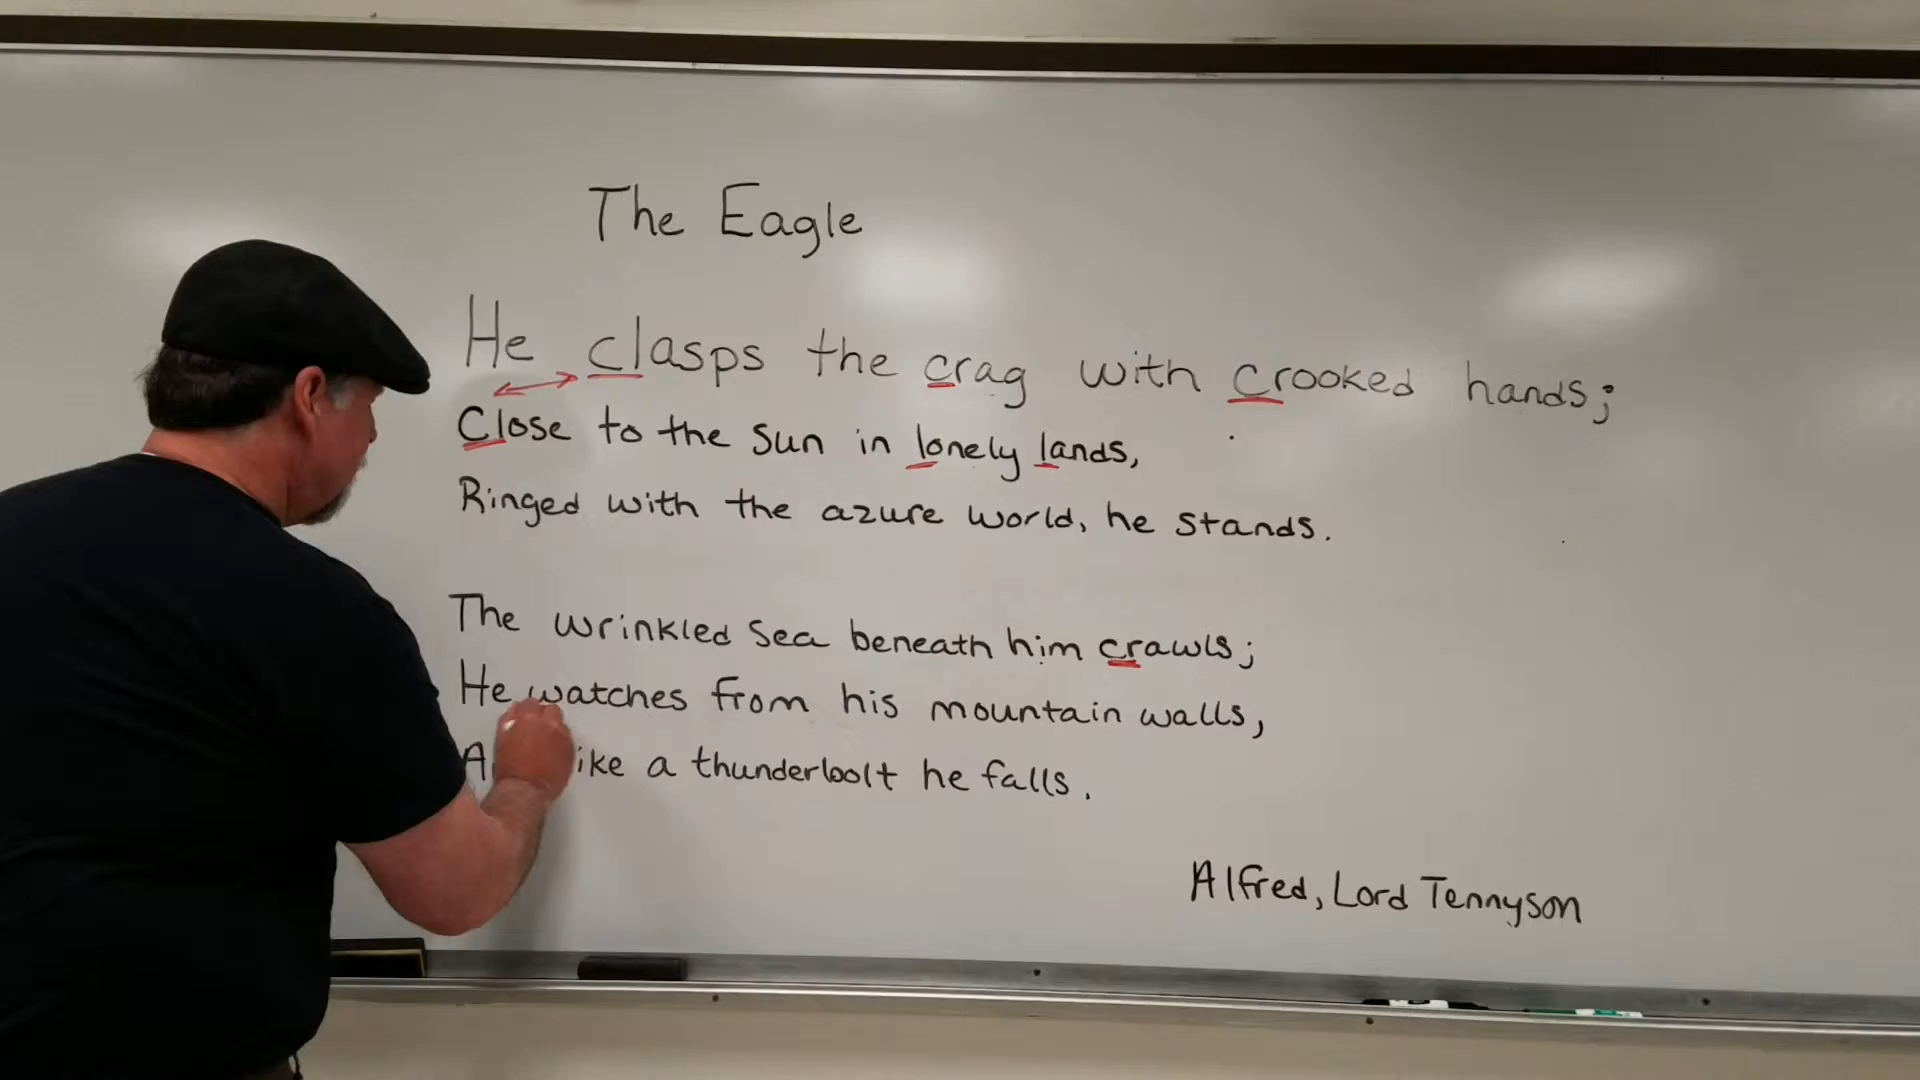 The Eagle
He clasps the crag with crooked hands;
Close to the Sun in lonely lands,
Ringed with the azure world, he stands.
The wrinkled Sea beneath him crawls;
He watches from his mountain walls,
a thunderbolt he falls.
Alfred, Lord Tennyson